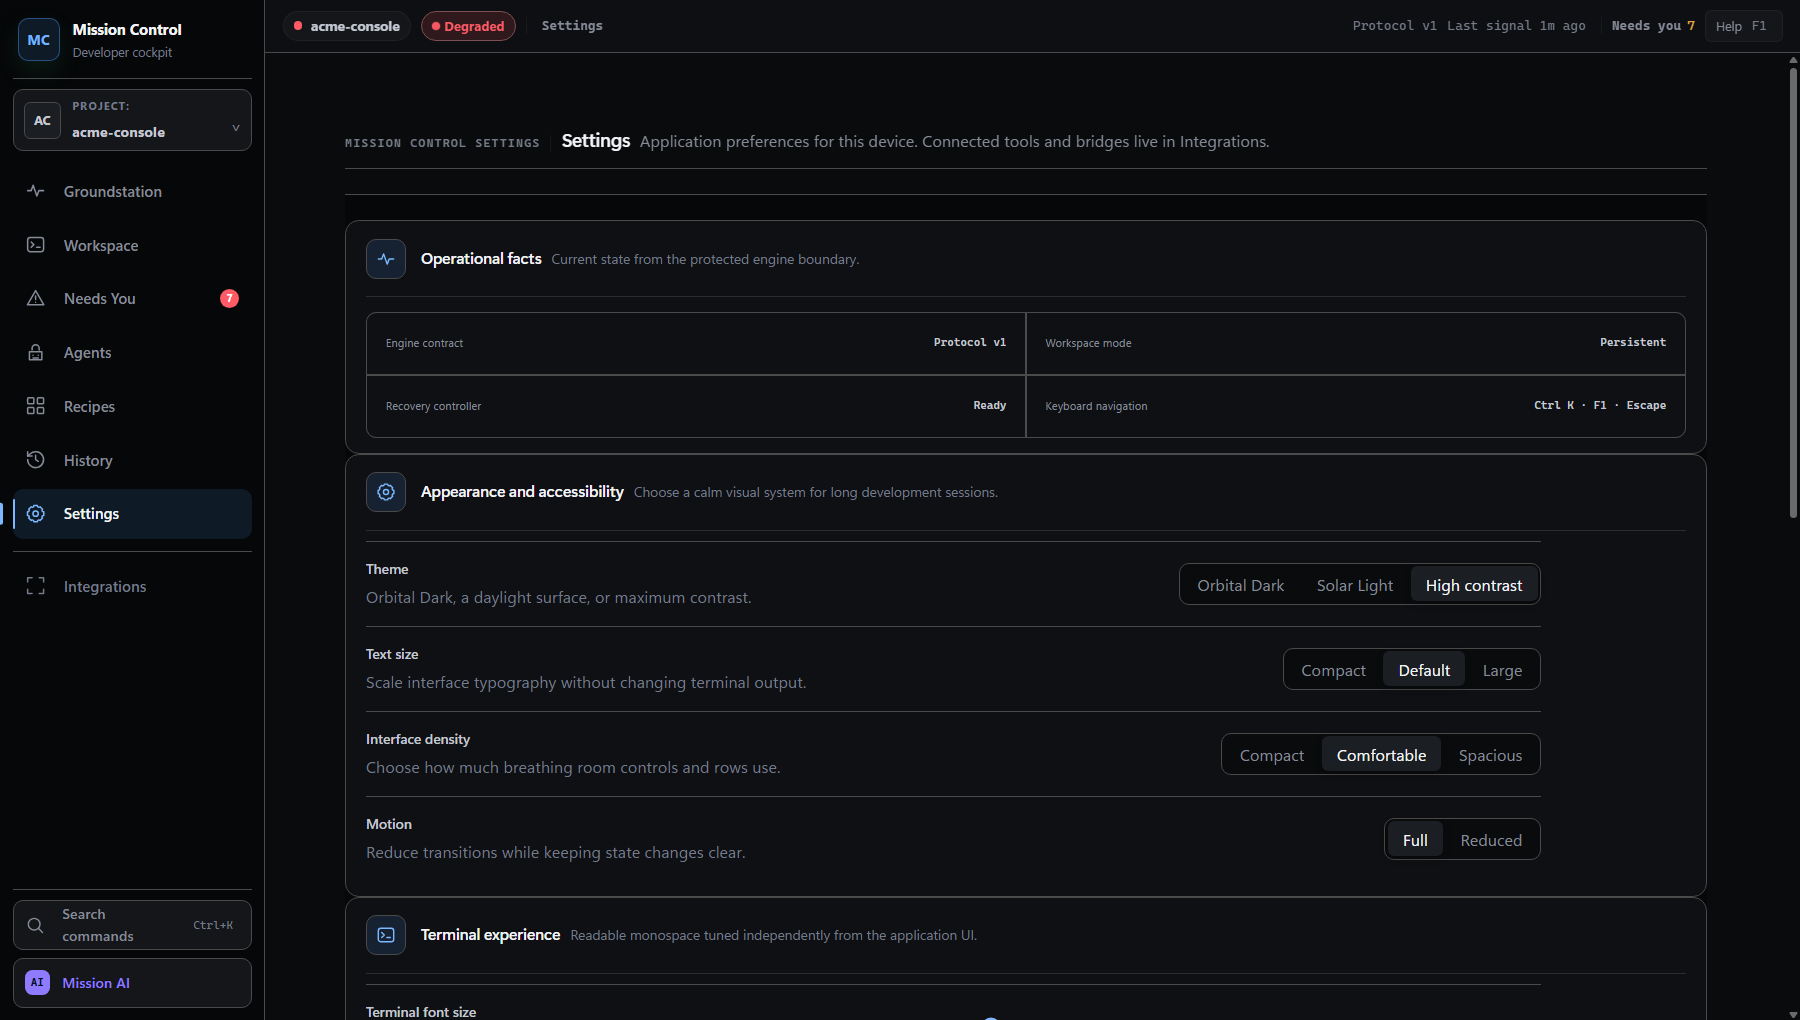 MC
Mission Control
Developer cockpit
AC
PROJECT:
acme-console
Groundstation
Workspace
Needs You 7
Agents
Recipes
History
Settings
Integrations
Search commands Ctrl+K
AI Mission AI
acme-console Degraded Settings
Protocol v1 Last signal 1m ago Needs you 7 Help F1
MISSION CONTROL SETTINGS Settings Application preferences for this device. Connected tools and bridges live in Integrations.
Operational facts Current state from the protected engine boundary.
Engine contract Protocol v1
Workspace mode Persistent
Recovery controller Ready
Keyboard navigation Ctrl K · F1 · Escape
Appearance and accessibility Choose a calm visual system for long development sessions.
Theme
Orbital Dark, a daylight surface, or maximum contrast.
Orbital Dark Solar Light High contrast
Text size
Scale interface typography without changing terminal output.
Compact Default Large
Interface density
Choose how much breathing room controls and rows use.
Compact Comfortable Spacious
Motion
Reduce transitions while keeping state changes clear.
Full Reduced
Terminal experience Readable monospace tuned independently from the application UI.
Terminal font size